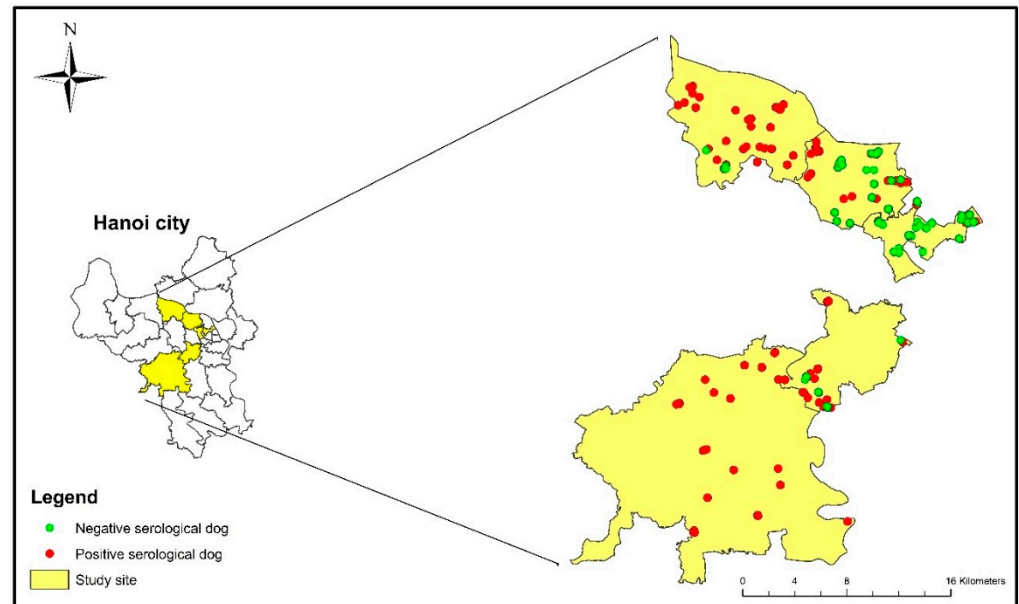 N
Hanoi city
Legend
Negative serological dog
Positive serological dog
Study site
0 4 8 16 Kilometers